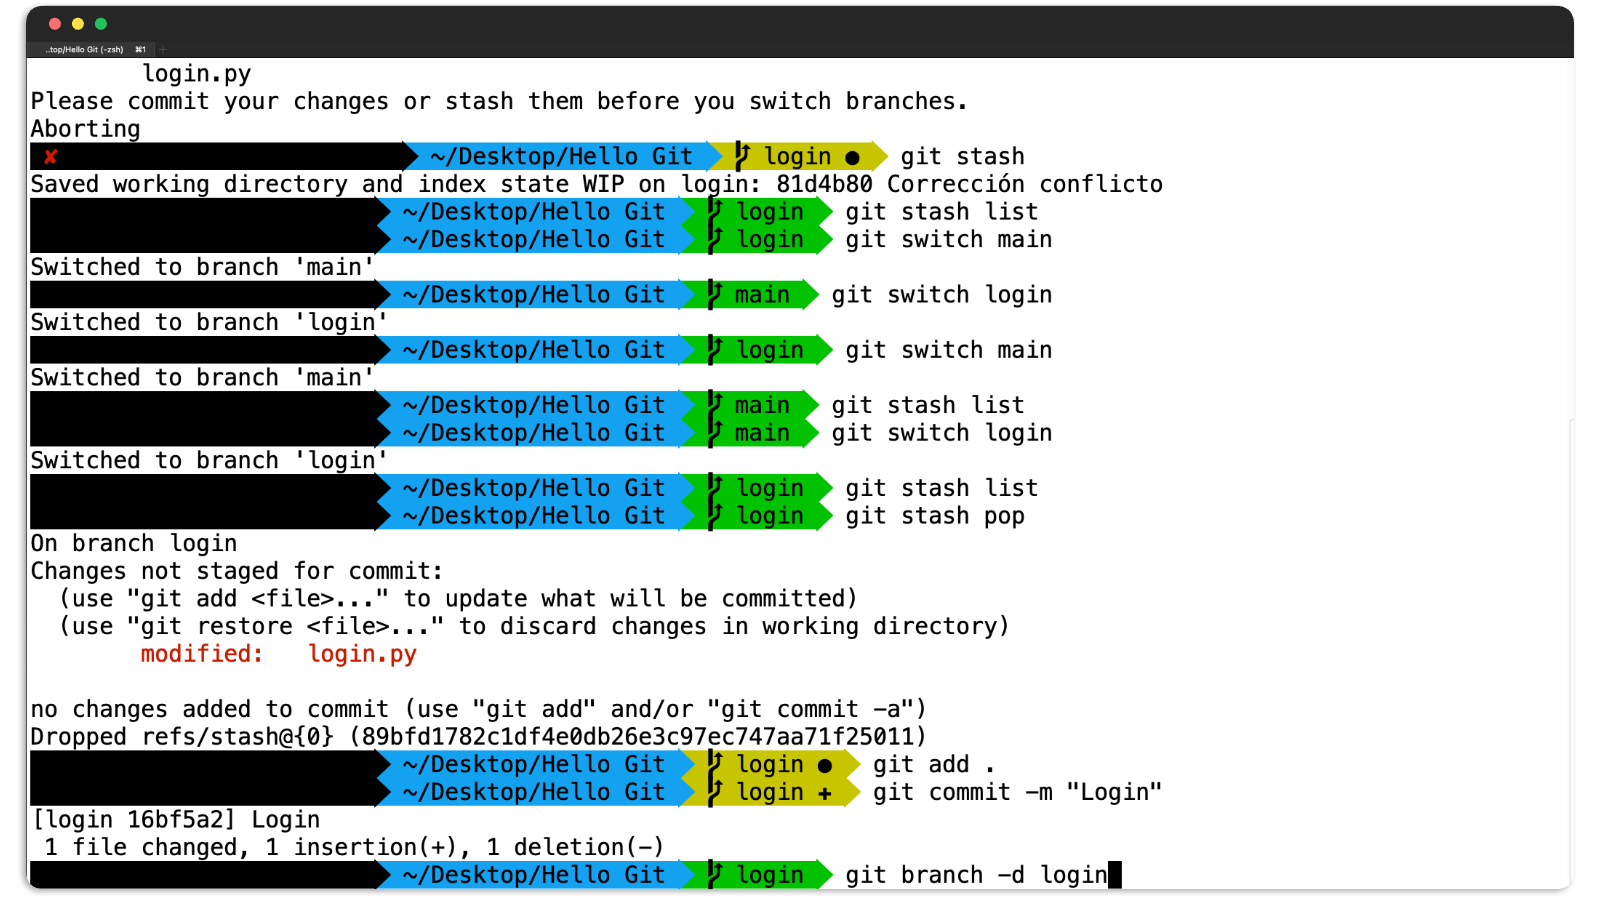 ..top/Hello Git (-zsh) ⌘1 +
login.py
Please commit your changes or stash them before you switch branches.
Aborting
✘ ~/Desktop/Hello Git login ● git stash
Saved working directory and index state WIP on login: 81d4b80 Corrección conflicto
~/Desktop/Hello Git login git stash list
~/Desktop/Hello Git login git switch main
Switched to branch 'main'
~/Desktop/Hello Git main git switch login
Switched to branch 'login'
~/Desktop/Hello Git login git switch main
Switched to branch 'main'
~/Desktop/Hello Git main git stash list
~/Desktop/Hello Git main git switch login
Switched to branch 'login'
~/Desktop/Hello Git login git stash list
~/Desktop/Hello Git login git stash pop
On branch login
Changes not staged for commit:
(use "git add <file>..." to update what will be committed)
(use "git restore <file>..." to discard changes in working directory)
modified: login.py
no changes added to commit (use "git add" and/or "git commit -a")
Dropped refs/stash@{0} (89bfd1782c1df4e0db26e3c97ec747aa71f25011)
~/Desktop/Hello Git login ● git add .
~/Desktop/Hello Git login + git commit -m "Login"
[login 16bf5a2] Login
1 file changed, 1 insertion(+), 1 deletion(-)
~/Desktop/Hello Git login git branch -d login